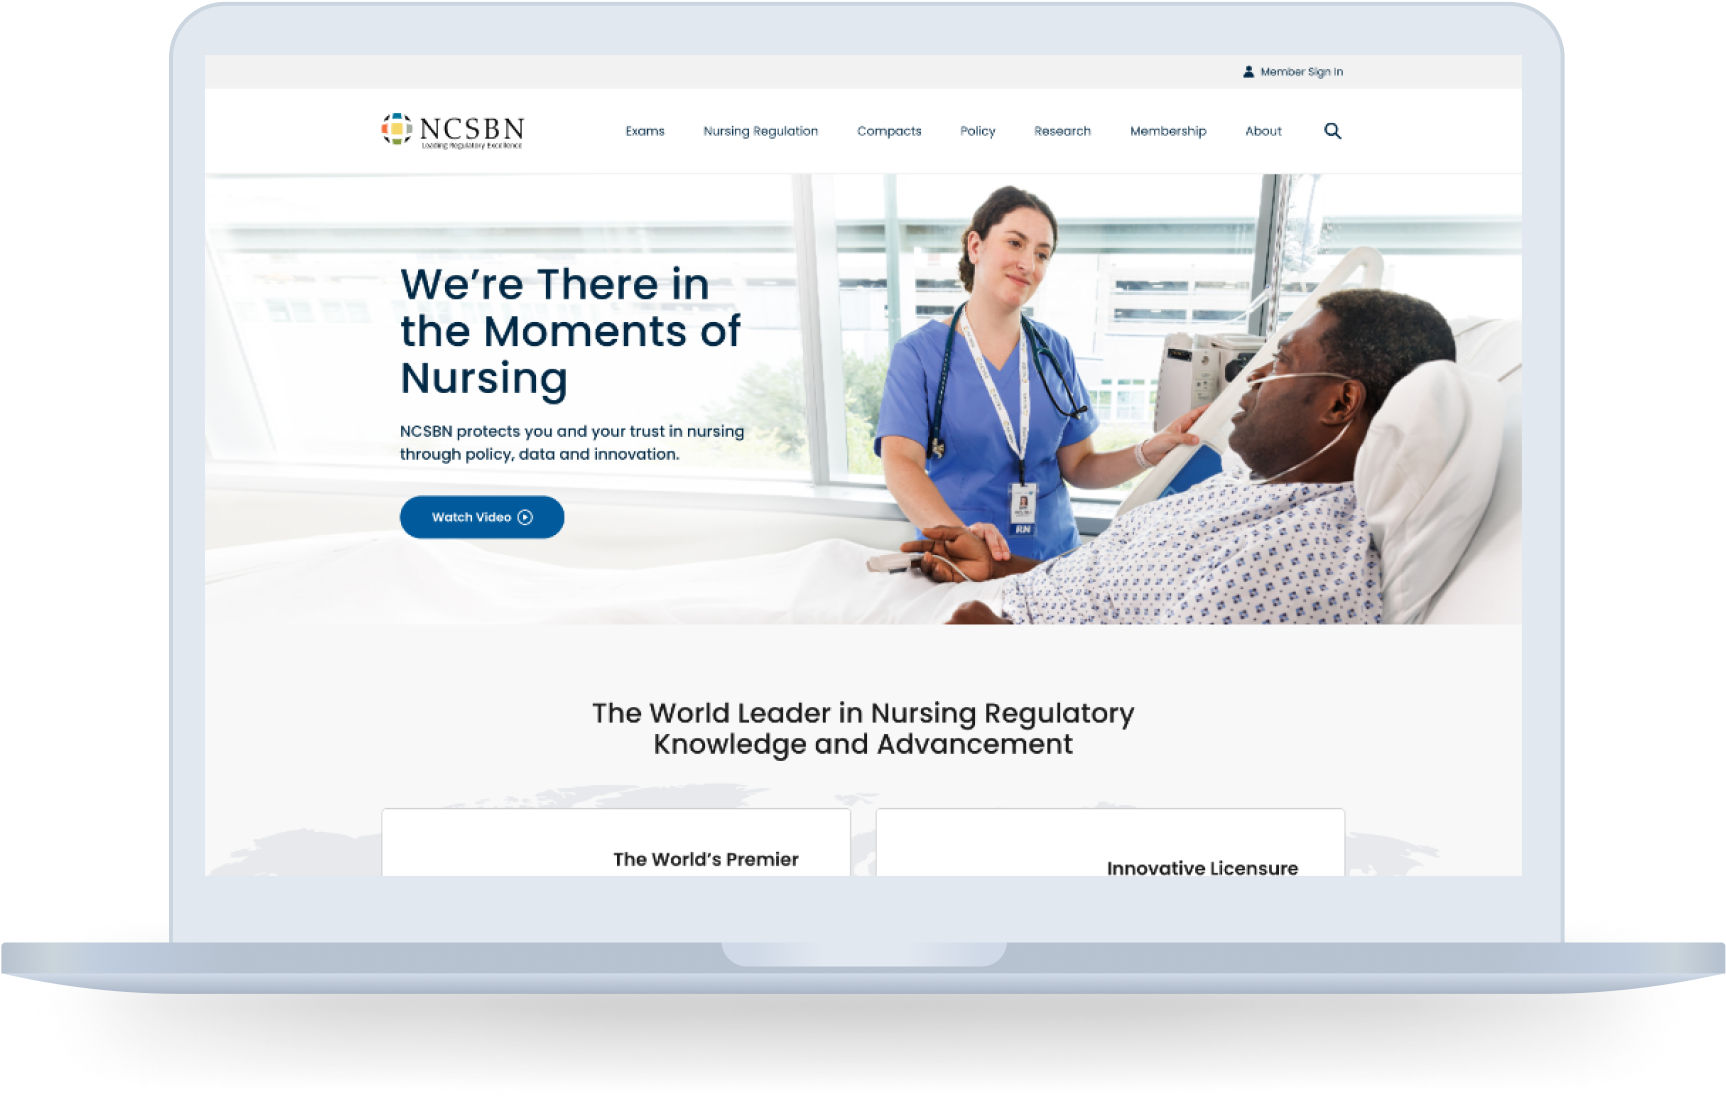 Member Sign In
NCSBN
Leading Regulatory Excellence
Exams
Nursing Regulation
Compacts
Policy
Research
Membership
About
We’re There in
the Moments of
Nursing
NCSBN protects you and your trust in nursing
through policy, data and innovation.
Watch Video
RN
The World Leader in Nursing Regulatory
Knowledge and Advancement
The World’s Premier
Innovative Licensure